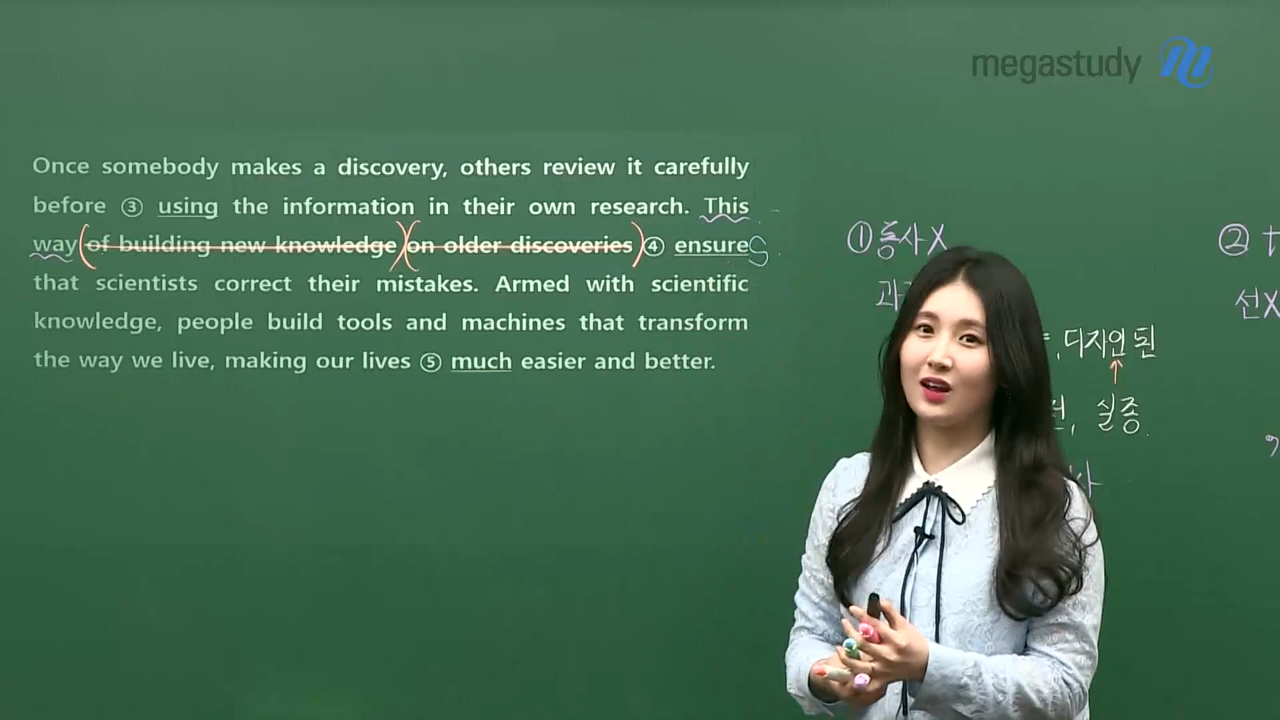 megastudy
Once somebody makes a discovery, others review it carefully
before ③ using the information in their own research. This
way (of building new knowledge)(on older discoveries) ④ ensures
that scientists correct their mistakes. Armed with scientific
knowledge, people build tools and machines that transform
the way we live, making our lives ⑤ much easier and better.
① 동사X
②
선X
디자인 된
실종